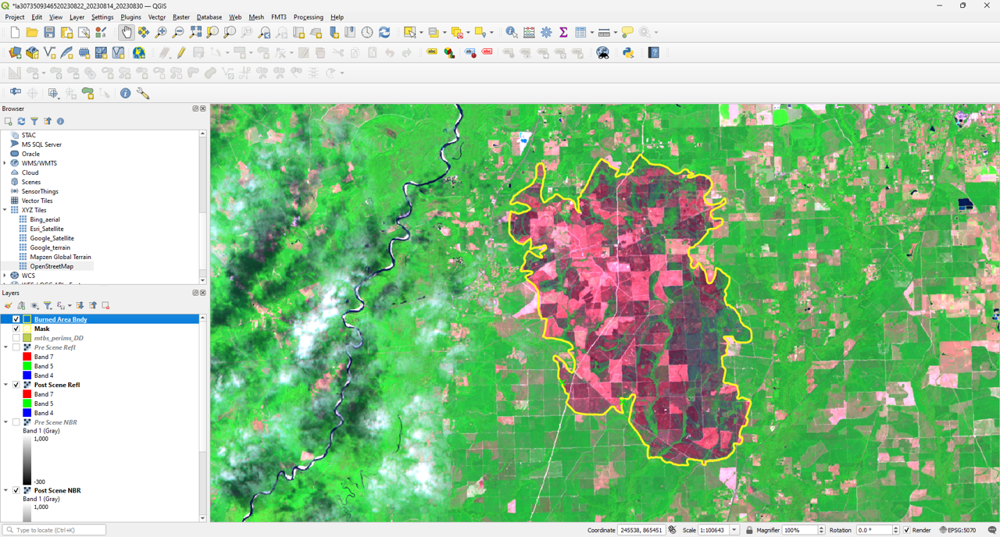 *la3073509346520230822_20230814_20230830 — QGIS
Project Edit View Layer Settings Plugins Vector Raster Database Web Mesh FMT3 Processing Help
abc abc abc
Browser
STAC
MS SQL Server
Oracle
WMS/WMTS
Cloud
Scenes
SensorThings
Vector Tiles
XYZ Tiles
Bing_aerial
Esri_Satellite
Google_Satellite
Google_terrain
Mapzen Global Terrain
OpenStreetMap
WCS
Layers
Burned Area Bndy
Mask
mtbs_perims_DD
Pre Scene Refl
Band 7
Band 5
Band 4
Post Scene Refl
Band 7
Band 5
Band 4
Pre Scene NBR
Band 1 (Gray)
1,000
-300
Post Scene NBR
Band 1 (Gray)
1,000
Type to locate (Ctrl+K)
Coordinate 245538, 865451 Scale 1:100643 Magnifier 100% Rotation 0.0 ° Render EPSG:5070